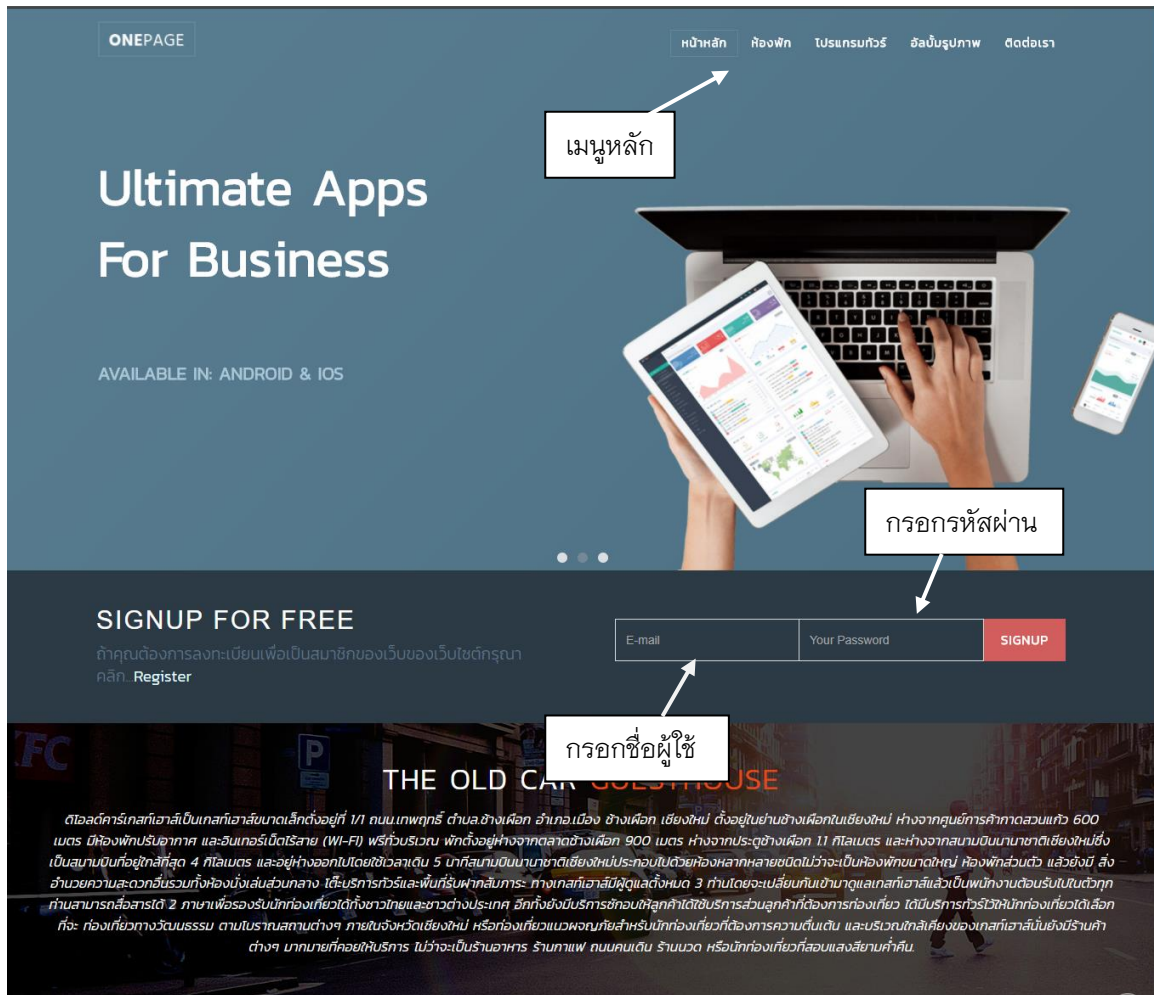 ONEPAGE
หน้าหลัก ห้องพัก โปรแกรมทัวร์ อัลบั้มรูปภาพ ติดต่อเรา
เมนูหลัก
Ultimate Apps
For Business
AVAILABLE IN: ANDROID & IOS
กรอกรหัสผ่าน
SIGNUP FOR FREE
ถ้าคุณต้องการลงทะเบียนเพื่อเป็นสมาชิกของเว็บของเว็บไซต์กรุณา
คลิก...Register
E-mail Your Password SIGNUP
กรอกชื่อผู้ใช้
KFC
P
THE OLD CAR GUESTHOUSE
ดิโอลด์คาร์เกสท์เฮาส์เป็นเกสท์เฮาส์ขนาดเล็กตั้งอยู่ที่ 1/1 ถนน.เทพฤทธิ์ ตำบล.ช้างเผือก อำเภอ.เมือง ช้างเผือก เชียงใหม่ ตั้งอยู่ในย่านช้างเผือกในเชียงใหม่ ห่างจากศูนย์การค้ากาดสวนแก้ว 600
เมตร มีห้องพักปรับอากาศ และอินเทอร์เน็ตไร้สาย (WI-FI) ฟรีทั่วบริเวณ พักตั้งอยู่ห่างจากตลาดช้างเผือก 900 เมตร ห่างจากประตูช้างเผือก 1.1 กิโลเมตร และห่างจากสนามบินนานาชาติเชียงใหม่ซึ่ง
เป็นสนามบินที่อยู่ใกล้ที่สุด 4 กิโลเมตร และอยู่ห่างออกไปโดยใช้เวลาเดิน 5 นาทีสนามบินนานาชาติเชียงใหม่ประกอบไปด้วยห้องหลากหลายชนิดไม่ว่าจะเป็นห้องพักขนาดใหญ่ ห้องพักส่วนตัว แล้วยังมี สิ่ง
อำนวยความสะดวกอื่นรวมทั้งห้องนั่งเล่นส่วนกลาง โต๊ะบริการทัวร์และพื้นที่รับฝากสัมภาระ ทางเกสท์เฮาส์มีผู้ดูแลทั้งหมด 3 ท่านโดยจะเปลี่ยนกันเข้ามาดูแลเกสท์เฮาส์แล้วเป็นพนักงานต้อนรับไปในตัวทุก
ท่านสามารถสื่อสารได้ 2 ภาษาเพื่อรองรับนักท่องเที่ยวได้ทั้งชาวไทยและชาวต่างประเทศ อีกทั้งยังมีบริการซักอบให้ลูกค้าได้ใช้บริการส่วนลูกค้าที่ต้องการท่องเที่ยว ได้มีบริการทัวร์ไว้ให้นักท่องเที่ยวได้เลือก
ที่จะ ท่องเที่ยวทางวัฒนธรรม ตามโบราณสถานต่างๆ ภายในจังหวัดเชียงใหม่ หรือท่องเที่ยวแนวผจญภัยสำหรับนักท่องเที่ยวที่ต้องการความตื่นเต้น และบริเวณใกล้เคียงของเกสท์เฮาส์นั่นยังมีร้านค้า
ต่างๆ มากมายที่คอยให้บริการ ไม่ว่าจะเป็นร้านอาหาร ร้านกาแฟ ถนนคนเดิน ร้านนวด หรือนักท่องเที่ยวที่สอบแสงสียามค่ำคืน.